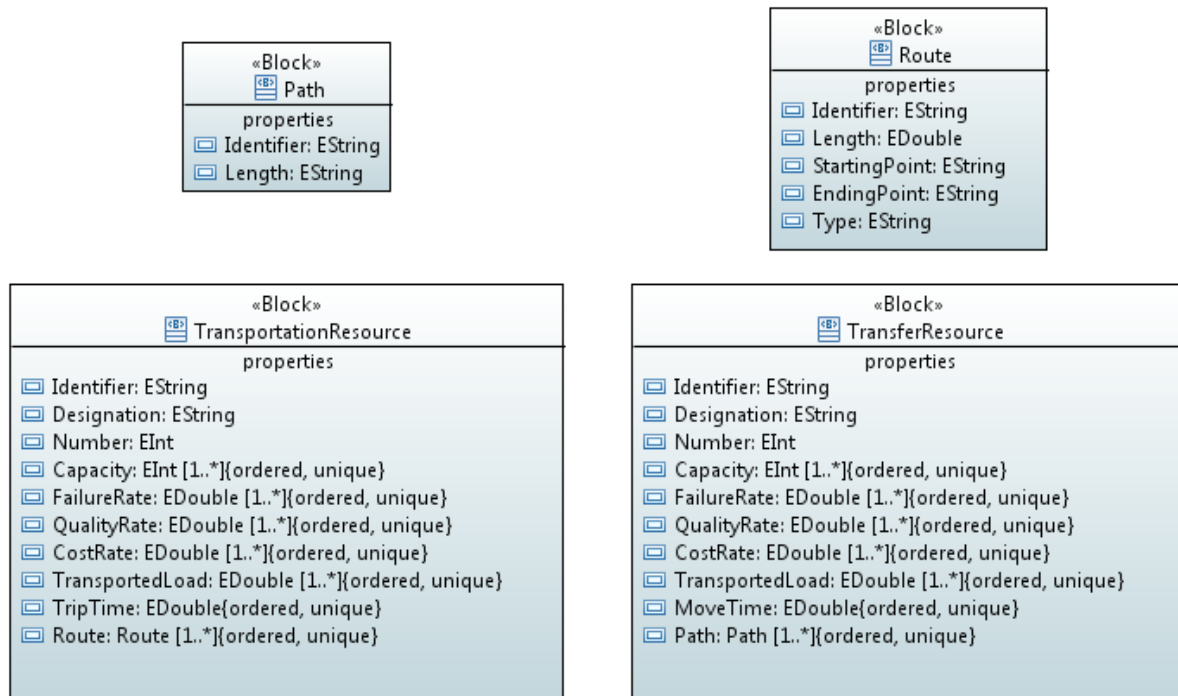 «Block»
Path
properties
Identifier: EString
Length: EString
«Block»
Route
properties
Identifier: EString
Length: EDouble
StartingPoint: EString
EndingPoint: EString
Type: EString
«Block»
TransportationResource
properties
Identifier: EString
Designation: EString
Number: EInt
Capacity: EInt [1..*]{ordered, unique}
FailureRate: EDouble [1..*]{ordered, unique}
QualityRate: EDouble [1..*]{ordered, unique}
CostRate: EDouble [1..*]{ordered, unique}
TransportedLoad: EDouble [1..*]{ordered, unique}
TripTime: EDouble{ordered, unique}
Route: Route [1..*]{ordered, unique}
«Block»
TransferResource
properties
Identifier: EString
Designation: EString
Number: EInt
Capacity: EInt [1..*]{ordered, unique}
FailureRate: EDouble [1..*]{ordered, unique}
QualityRate: EDouble [1..*]{ordered, unique}
CostRate: EDouble [1..*]{ordered, unique}
TransportedLoad: EDouble [1..*]{ordered, unique}
MoveTime: EDouble{ordered, unique}
Path: Path [1..*]{ordered, unique}